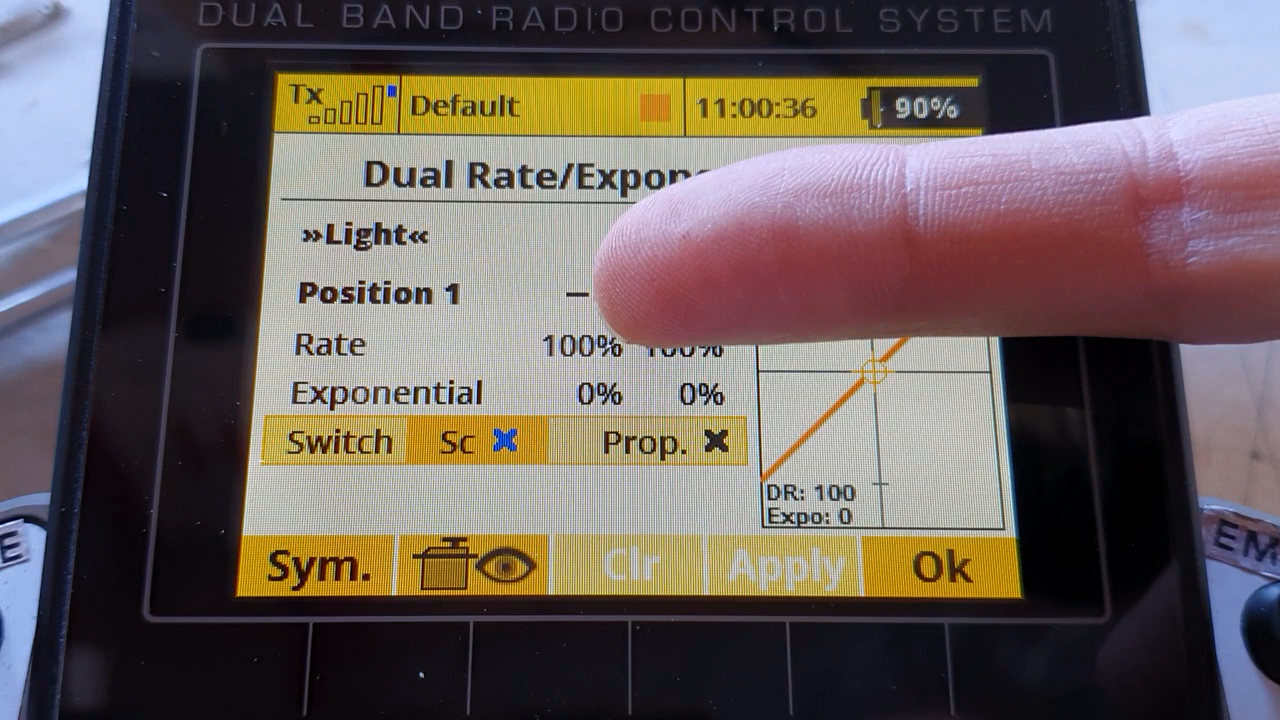 DUAL BAND RADIO CONTROL SYSTEM
Tx Default 11:00:36 90%
Dual Rate/Expon
»Light«
Position 1 –
Rate 100% 100%
Exponential 0% 0%
Switch Sc Prop.
DR: 100
Expo: 0
Sym. Clr Apply Ok
E
EM